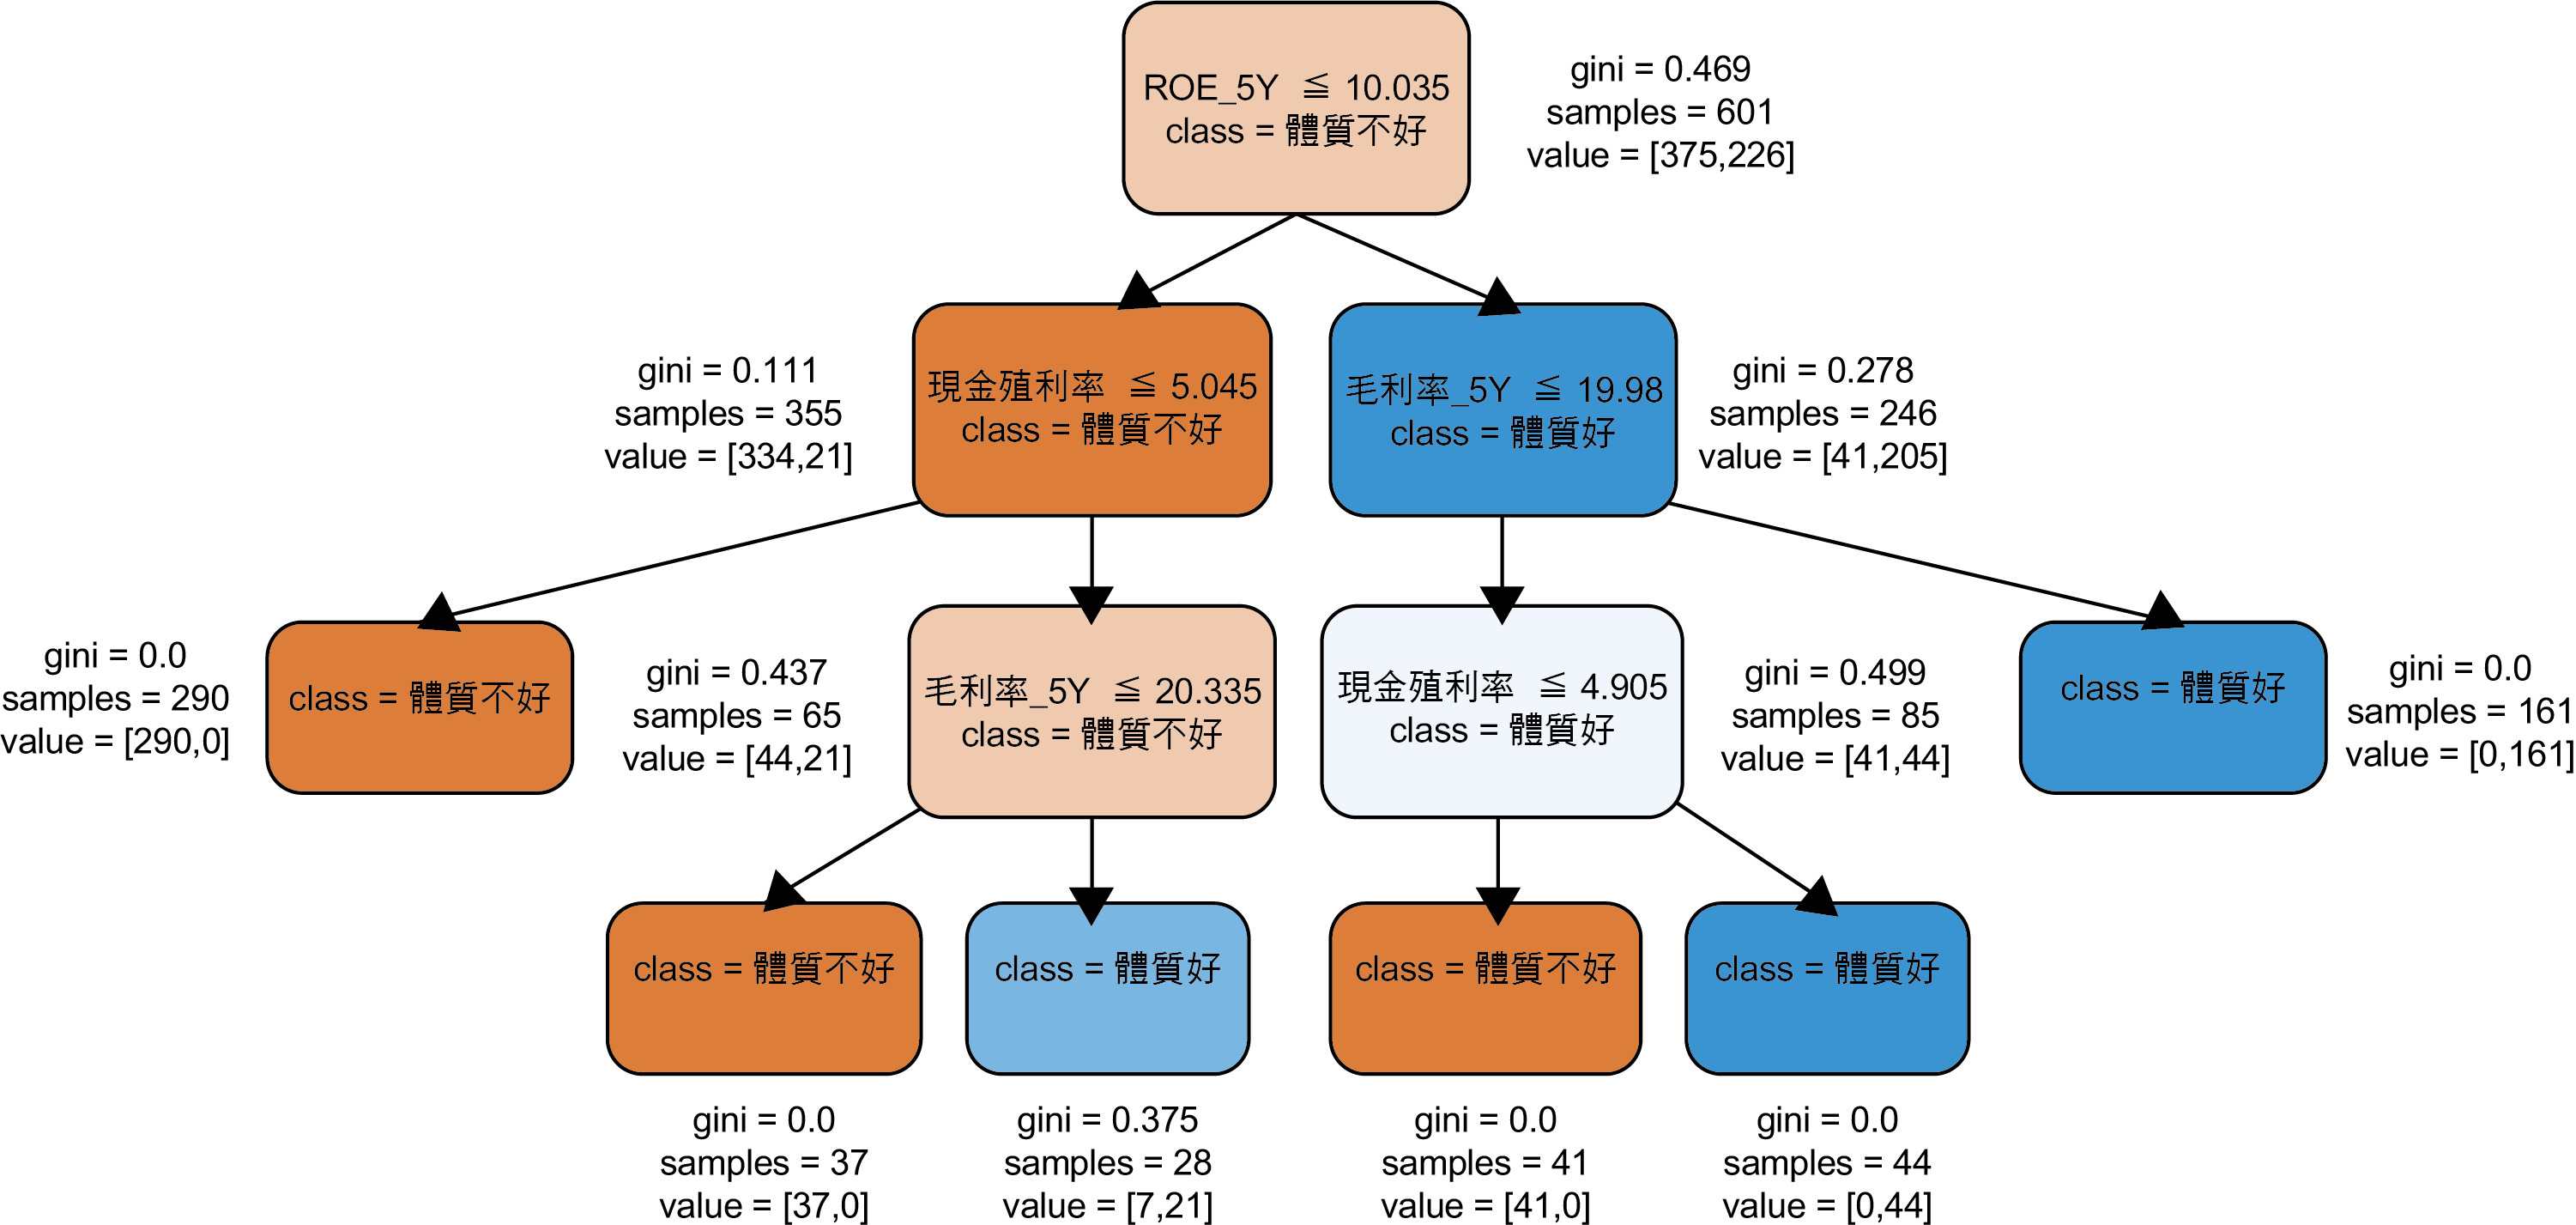 ROE_5Y ≦ 10.035
class = 體質不好
gini = 0.469
samples = 601
value = [375,226]
gini = 0.111
samples = 355
value = [334,21]
現金殖利率 ≦ 5.045
class = 體質不好
毛利率_5Y ≦ 19.98
class = 體質好
gini = 0.278
samples = 246
value = [41,205]
gini = 0.0
samples = 290
value = [290,0]
class = 體質不好
gini = 0.437
samples = 65
value = [44,21]
毛利率_5Y ≦ 20.335
class = 體質不好
現金殖利率 ≦ 4.905
class = 體質好
gini = 0.499
samples = 85
value = [41,44]
class = 體質好
gini = 0.0
samples = 161
value = [0,161]
class = 體質不好
class = 體質好
class = 體質不好
class = 體質好
gini = 0.0
samples = 37
value = [37,0]
gini = 0.375
samples = 28
value = [7,21]
gini = 0.0
samples = 41
value = [41,0]
gini = 0.0
samples = 44
value = [0,44]